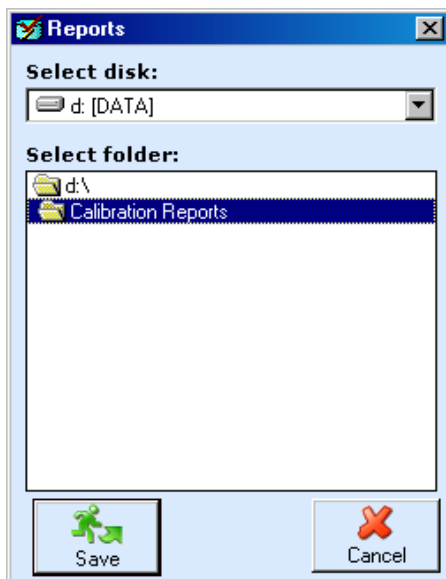 Reports
Select disk:
d: [DATA]
Select folder:
d:\
Calibration Reports
Save
Cancel